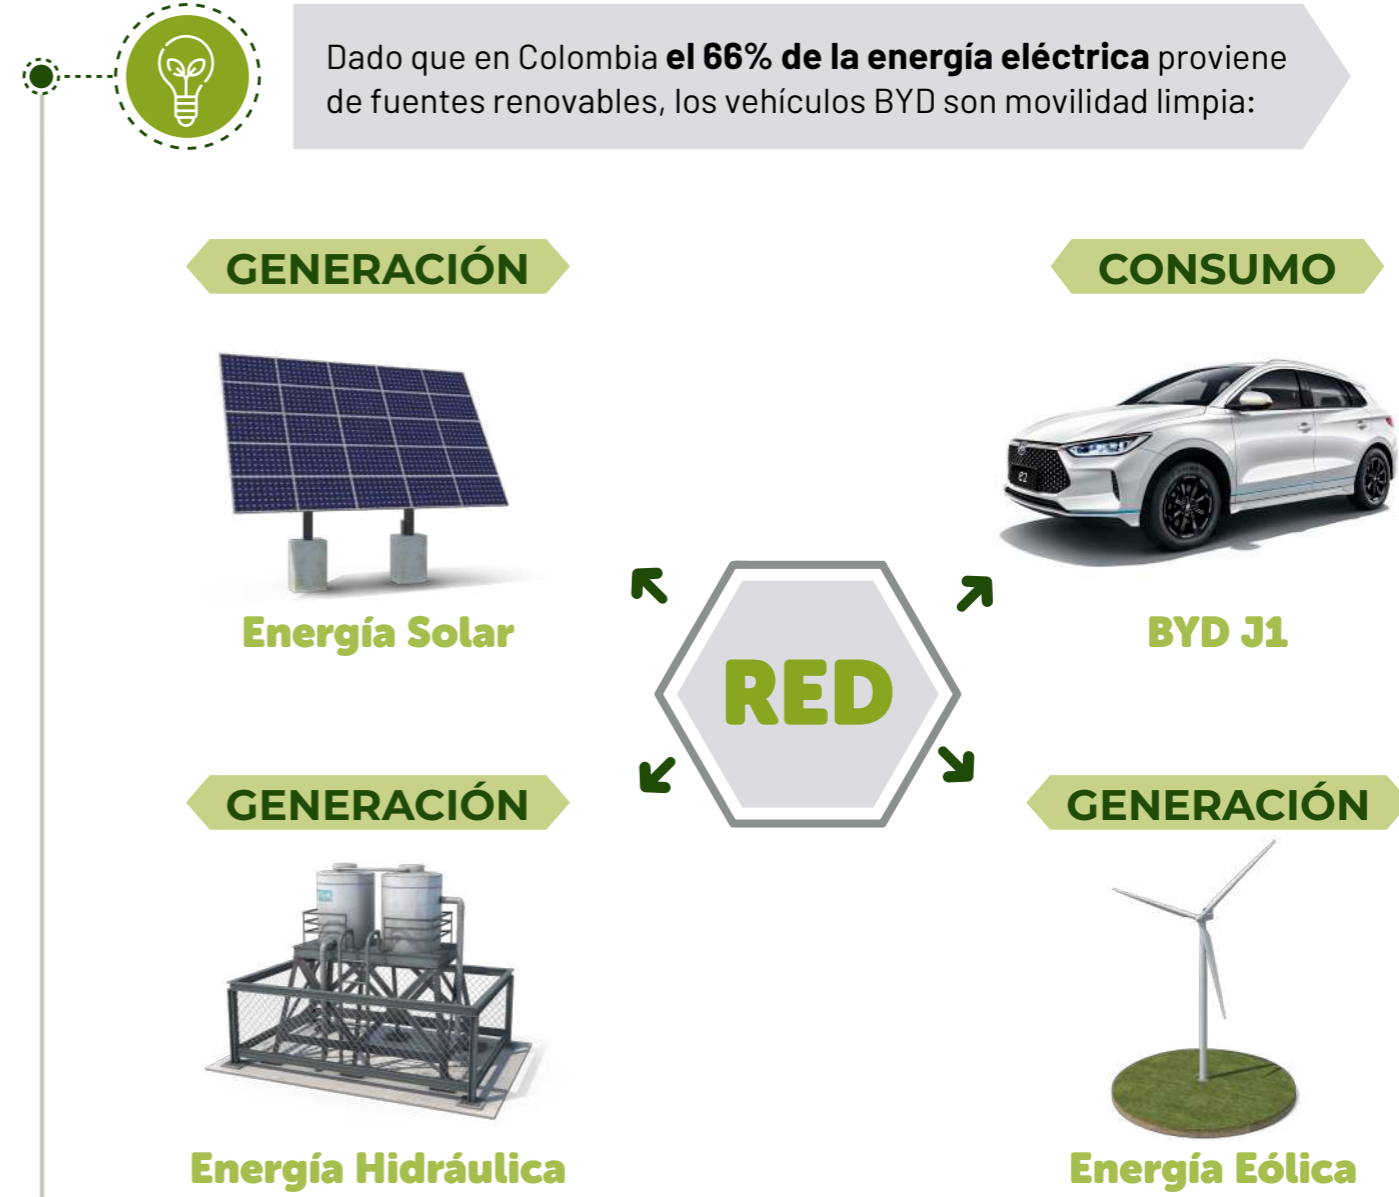 Dado que en Colombia el 66% de la energía eléctrica proviene
de fuentes renovables, los vehículos BYD son movilidad limpia:
GENERACIÓN
CONSUMO
e2
Energía Solar
BYD J1
RED
GENERACIÓN
GENERACIÓN
Energía Hidráulica
Energía Eólica